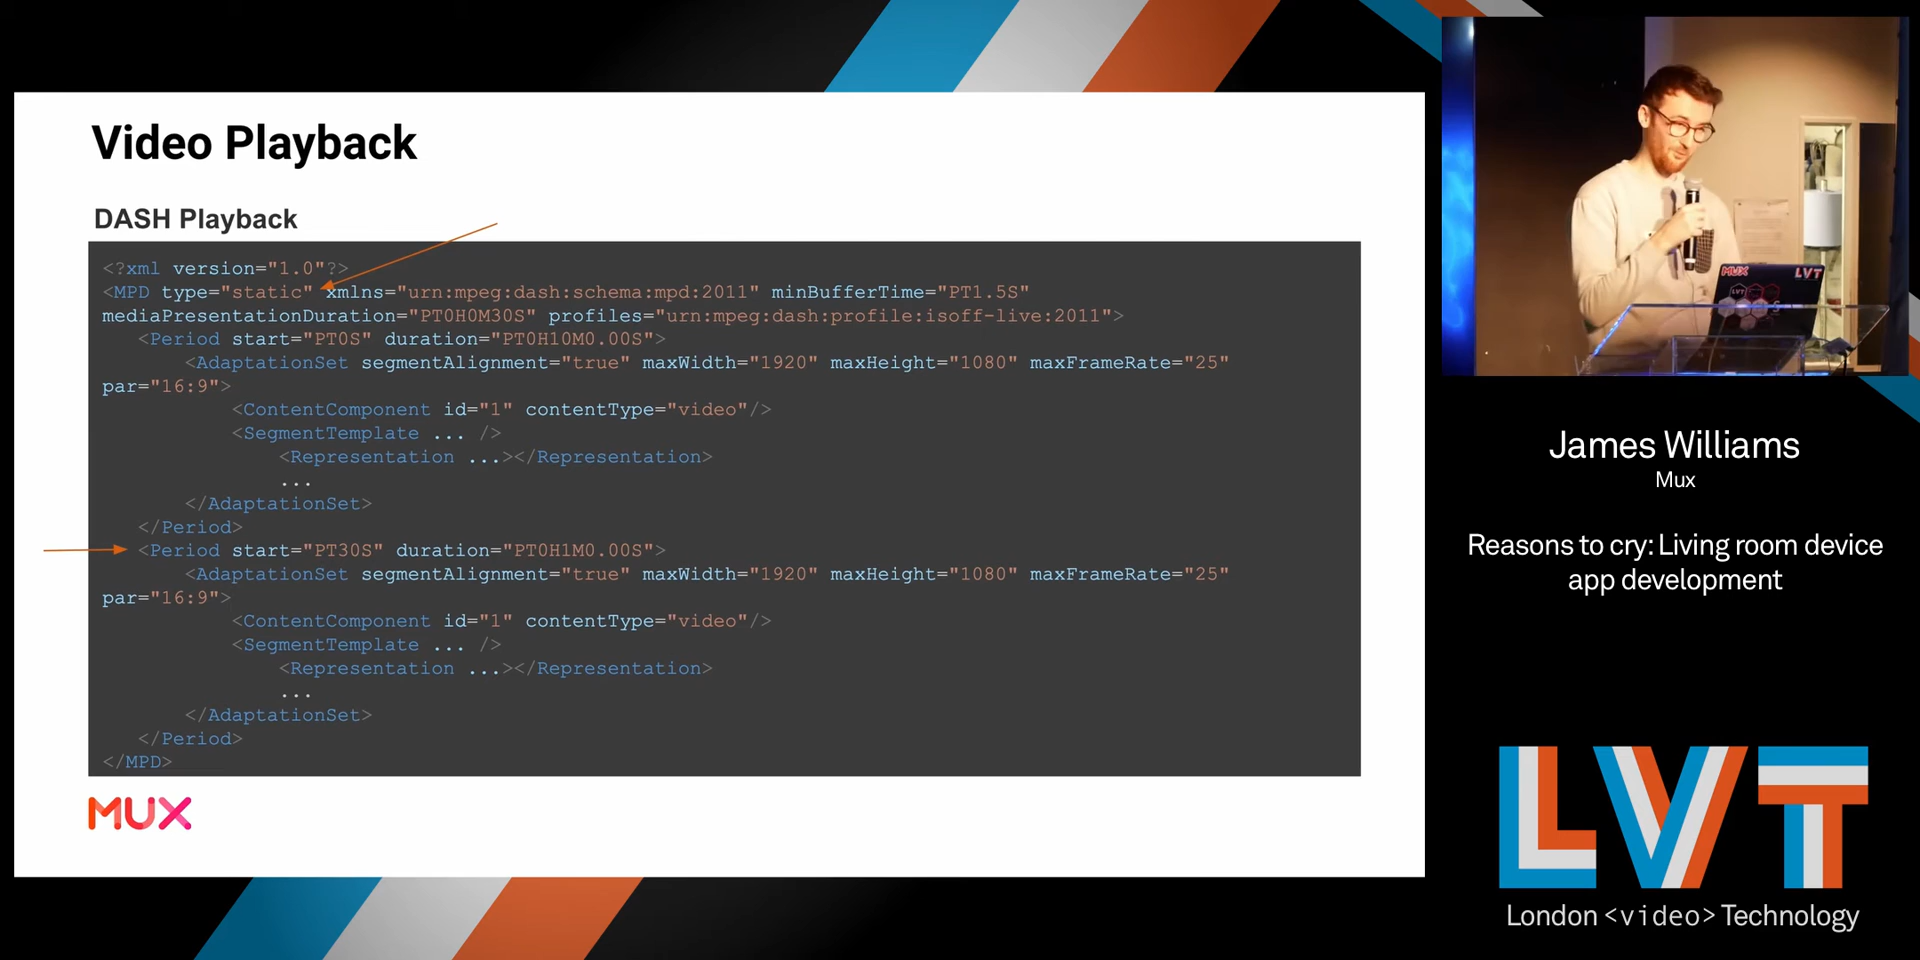 Video Playback
DASH Playback
<?xml version="1.0"?>
<MPD type="static" xmlns="urn:mpeg:dash:schema:mpd:2011" minBufferTime="PT1.5S"
mediaPresentationDuration="PT0H0M30S" profiles="urn:mpeg:dash:profile:isoff-live:2011">
<Period start="PT0S" duration="PT0H10M0.00S">
<AdaptationSet segmentAlignment="true" maxWidth="1920" maxHeight="1080" maxFrameRate="25"
par="16:9">
<ContentComponent id="1" contentType="video"/>
<SegmentTemplate ... />
<Representation ...></Representation>
...
</AdaptationSet>
</Period>
<Period start="PT30S" duration="PT0H1M0.00S">
<AdaptationSet segmentAlignment="true" maxWidth="1920" maxHeight="1080" maxFrameRate="25"
par="16:9">
<ContentComponent id="1" contentType="video"/>
<SegmentTemplate ... />
<Representation ...></Representation>
...
</AdaptationSet>
</Period>
</MPD>
MUX
MUX
LVT
James Williams
Mux
Reasons to cry: Living room device
app development
LVT
London <video> Technology